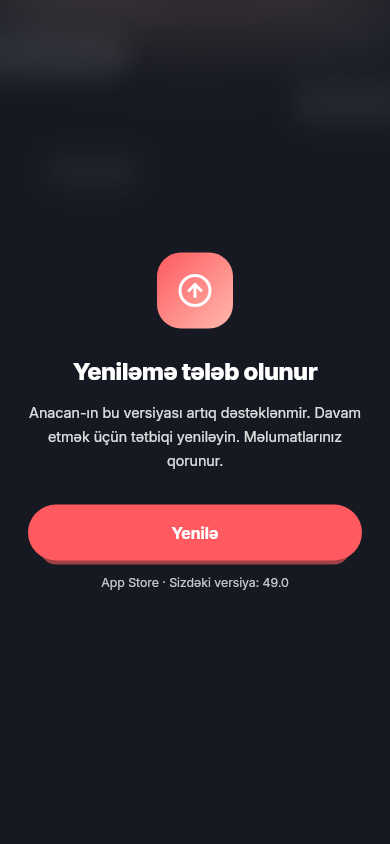 Yeniləmə tələb olunur
Anacan-ın bu versiyası artıq dəstəklənmir. Davam
etmək üçün tətbiqi yeniləyin. Məlumatlarınız
qorunur.
Yenilə
App Store · Sizdəki versiya: 49.0